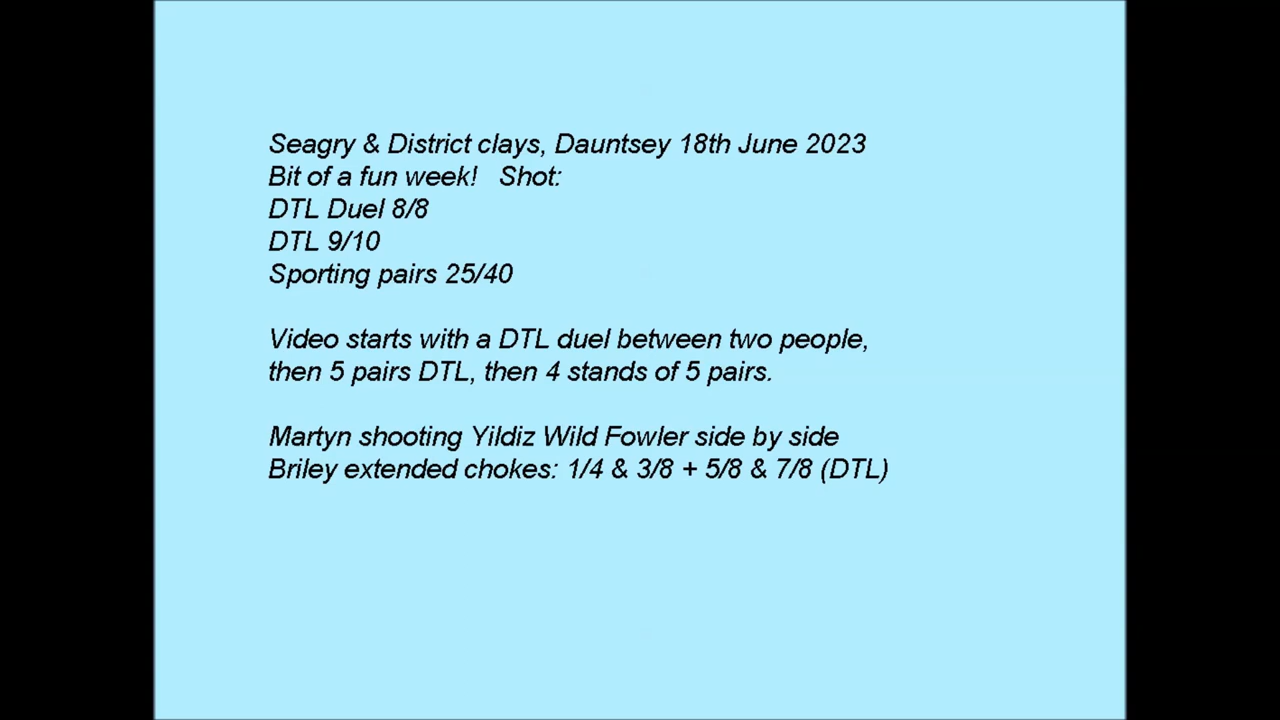 Seagry & District clays, Dauntsey 18th June 2023
Bit of a fun week!   Shot:
DTL Duel 8/8
DTL 9/10
Sporting pairs 25/40
Video starts with a DTL duel between two people,
then 5 pairs DTL, then 4 stands of 5 pairs.
Martyn shooting Yildiz Wild Fowler side by side
Briley extended chokes: 1/4 & 3/8 + 5/8 & 7/8 (DTL)